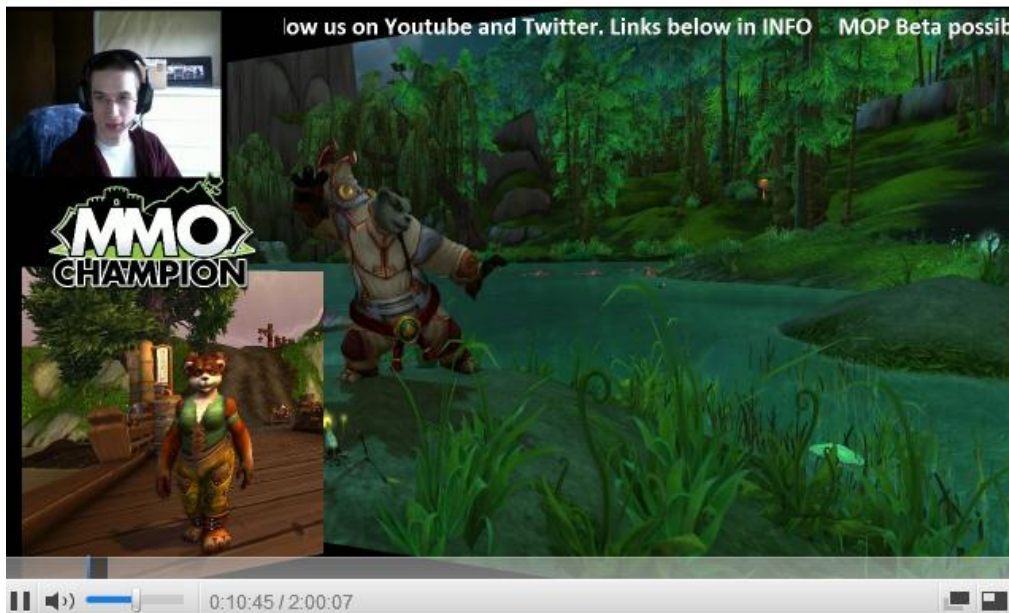 low us on Youtube and Twitter. Links below in INFO MOP Beta possib
MMO
CHAMPION
0:10:45 / 2:00:07